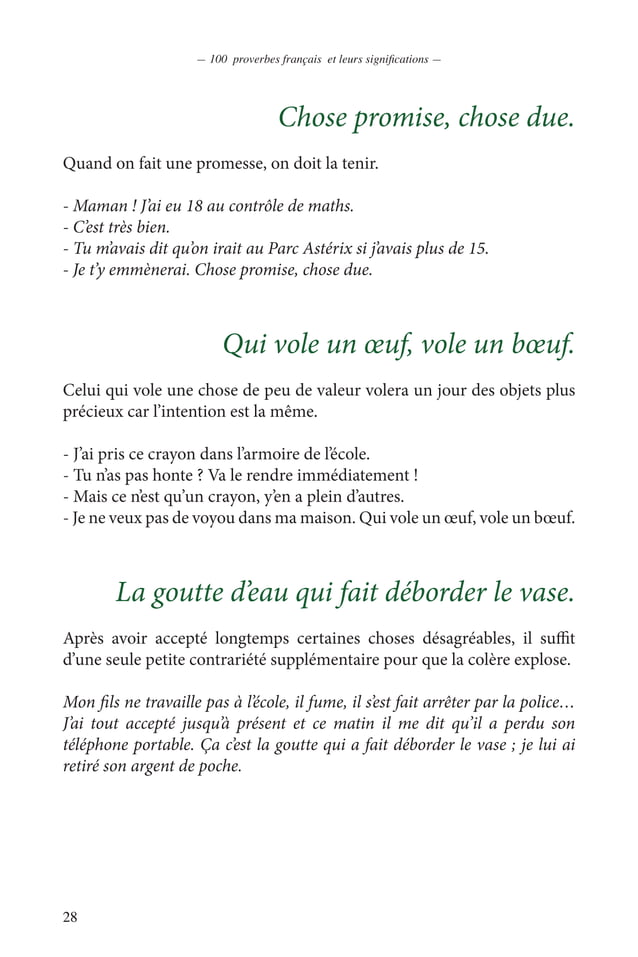 — 100 proverbes français et leurs significations —
Chose promise, chose due.
Quand on fait une promesse, on doit la tenir.
- Maman ! J’ai eu 18 au contrôle de maths.
- C’est très bien.
- Tu m’avais dit qu’on irait au Parc Astérix si j’avais plus de 15.
- Je t’y emmènerai. Chose promise, chose due.
Qui vole un œuf, vole un bœuf.
Celui qui vole une chose de peu de valeur volera un jour des objets plus
précieux car l’intention est la même.
- J’ai pris ce crayon dans l’armoire de l’école.
- Tu n’as pas honte ? Va le rendre immédiatement !
- Mais ce n’est qu’un crayon, y’en a plein d’autres.
- Je ne veux pas de voyou dans ma maison. Qui vole un œuf, vole un bœuf.
La goutte d’eau qui fait déborder le vase.
Après avoir accepté longtemps certaines choses désagréables, il suffit
d’une seule petite contrariété supplémentaire pour que la colère explose.
Mon fils ne travaille pas à l’école, il fume, il s’est fait arrêter par la police…
J’ai tout accepté jusqu’à présent et ce matin il me dit qu’il a perdu son
téléphone portable. Ça c’est la goutte qui a fait déborder le vase ; je lui ai
retiré son argent de poche.
28